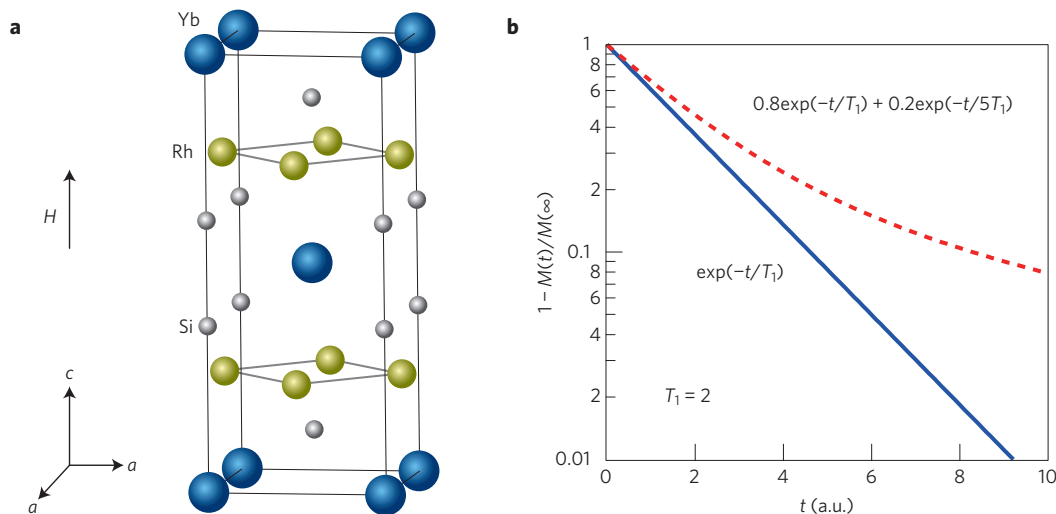 a
Yb
Rh
H
Si
c
a
a
b
1 − M(t)/M(∞)
1
8
6
4
2
0.1
8
6
4
2
0.01
0.8exp(−t/T₁) + 0.2exp(−t/5T₁)
exp(−t/T₁)
T₁ = 2
0
2
4
6
8
10
t (a.u.)